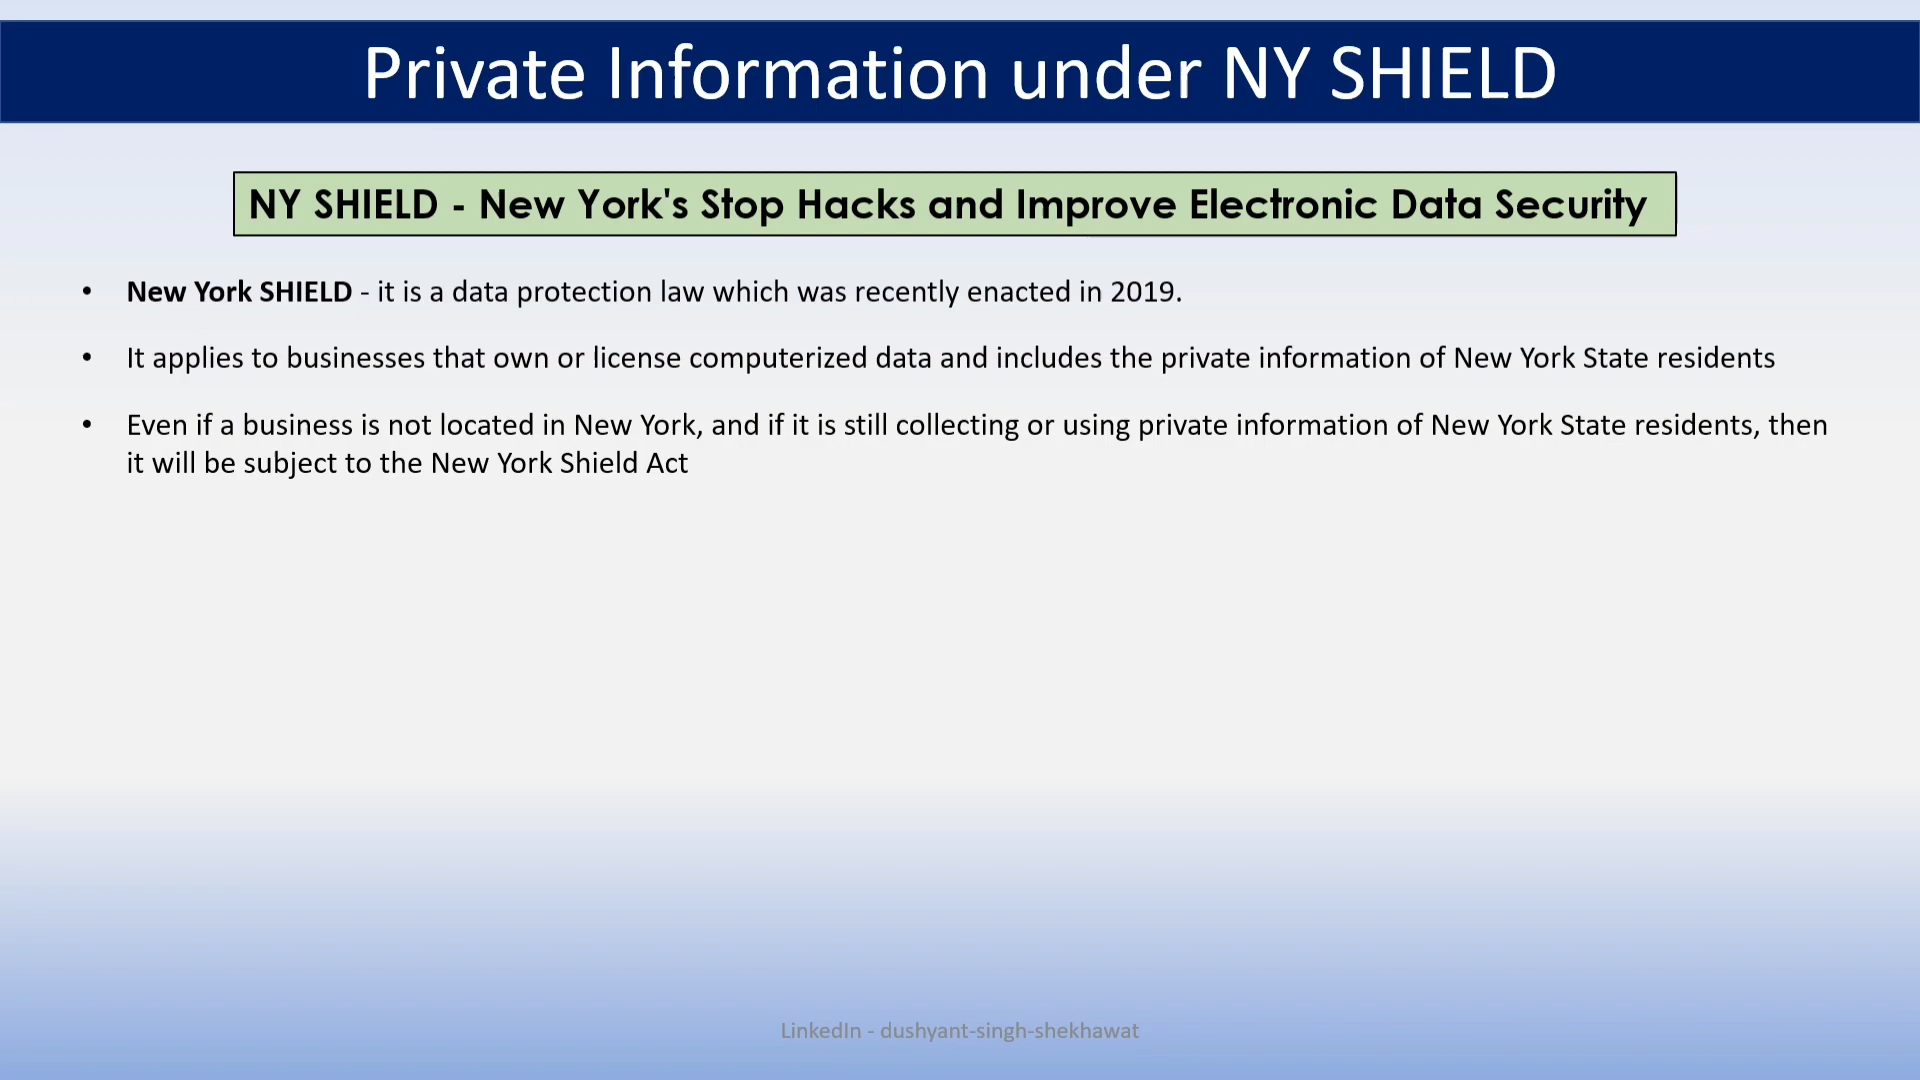 Private Information under NY SHIELD
NY SHIELD - New York's Stop Hacks and Improve Electronic Data Security
• New York SHIELD - it is a data protection law which was recently enacted in 2019.
• It applies to businesses that own or license computerized data and includes the private information of New York State residents
• Even if a business is not located in New York, and if it is still collecting or using private information of New York State residents, then
it will be subject to the New York Shield Act
LinkedIn - dushyant-singh-shekhawat